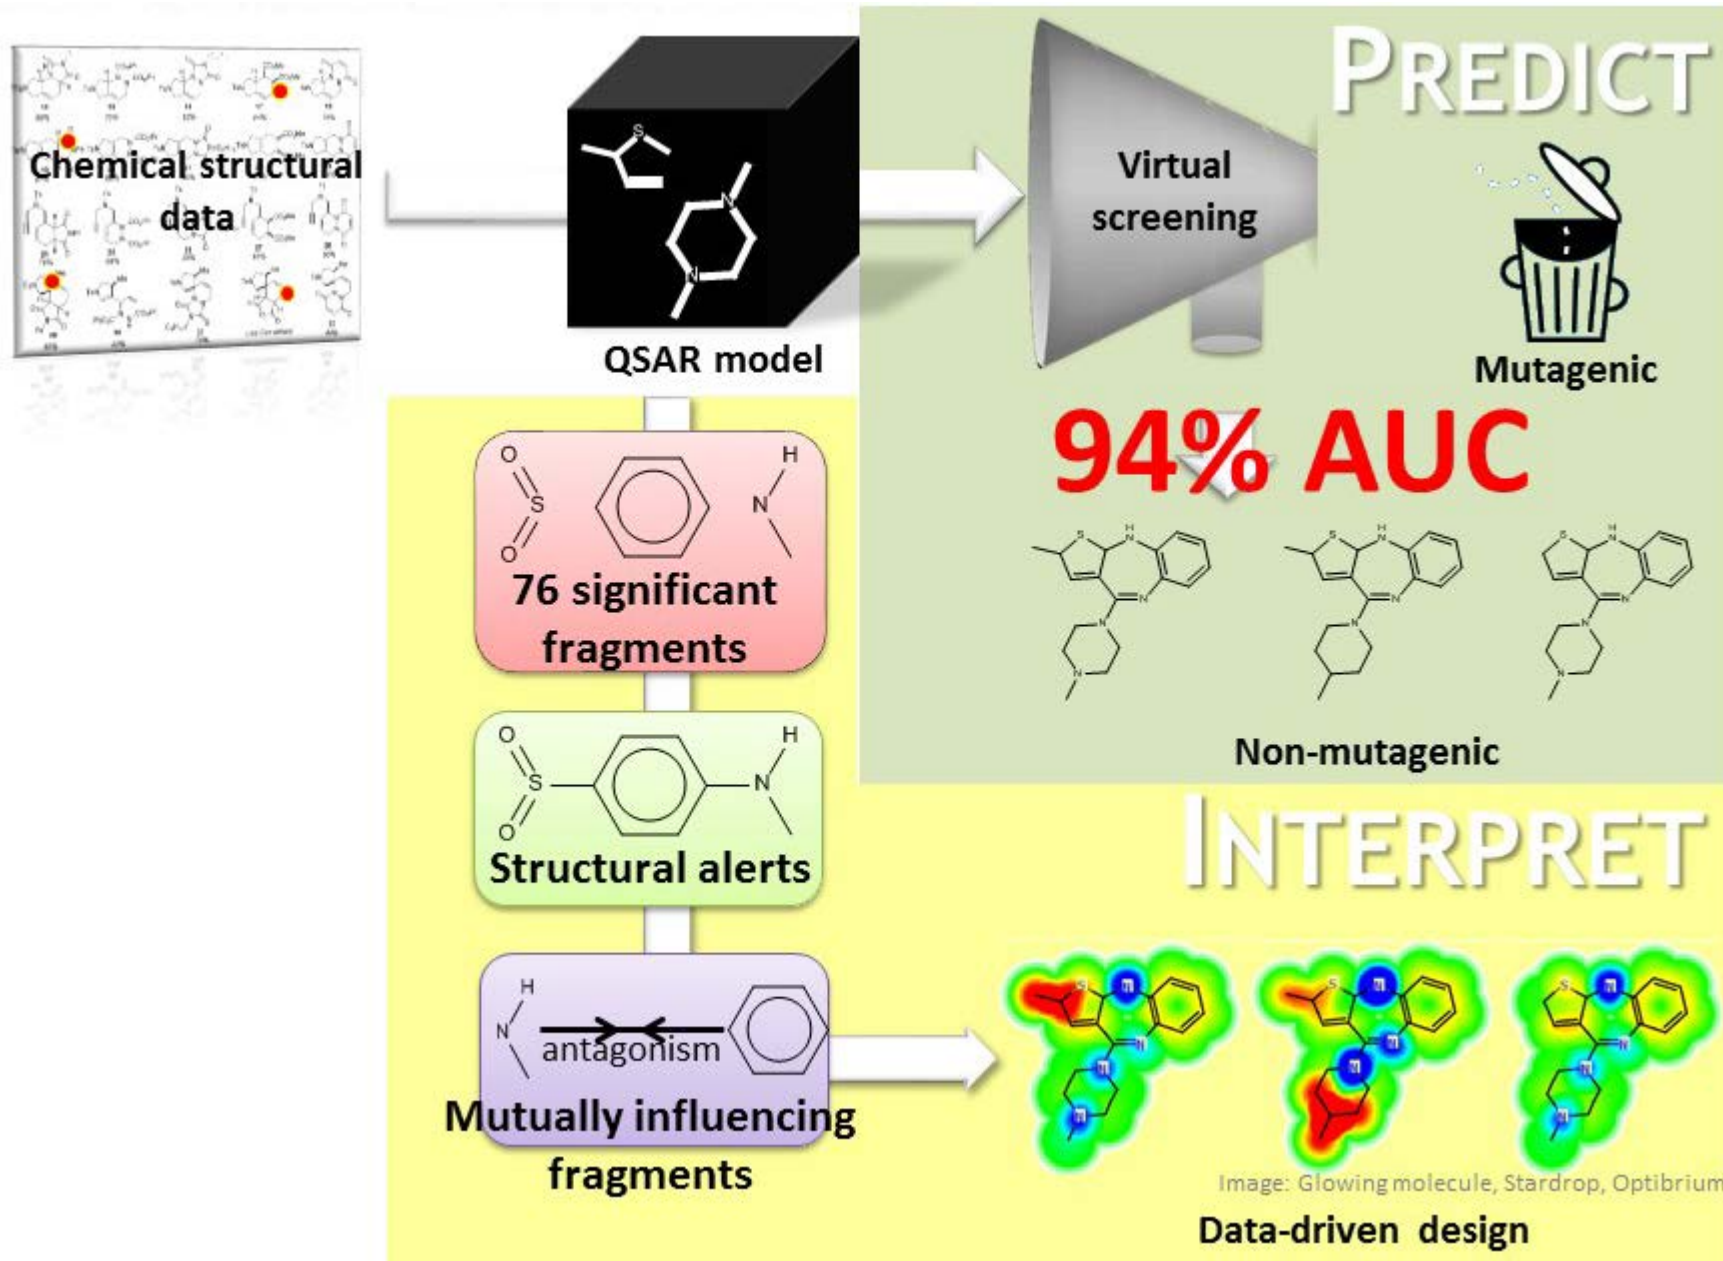 Chemical structural
data
S
N
N
QSAR model
PREDICT
Virtual
screening
Mutagenic
94% AUC
S H N N N N
S H N N N
S H N N N N
Non-mutagenic
O S O H N
76 significant
fragments
O S O H N
Structural alerts
H N
antagonism
Mutually influencing
fragments
INTERPRET
S N N N N
S N N N
S N N N N
Image: Glowing molecule, Stardrop, Optibrium
Data-driven design